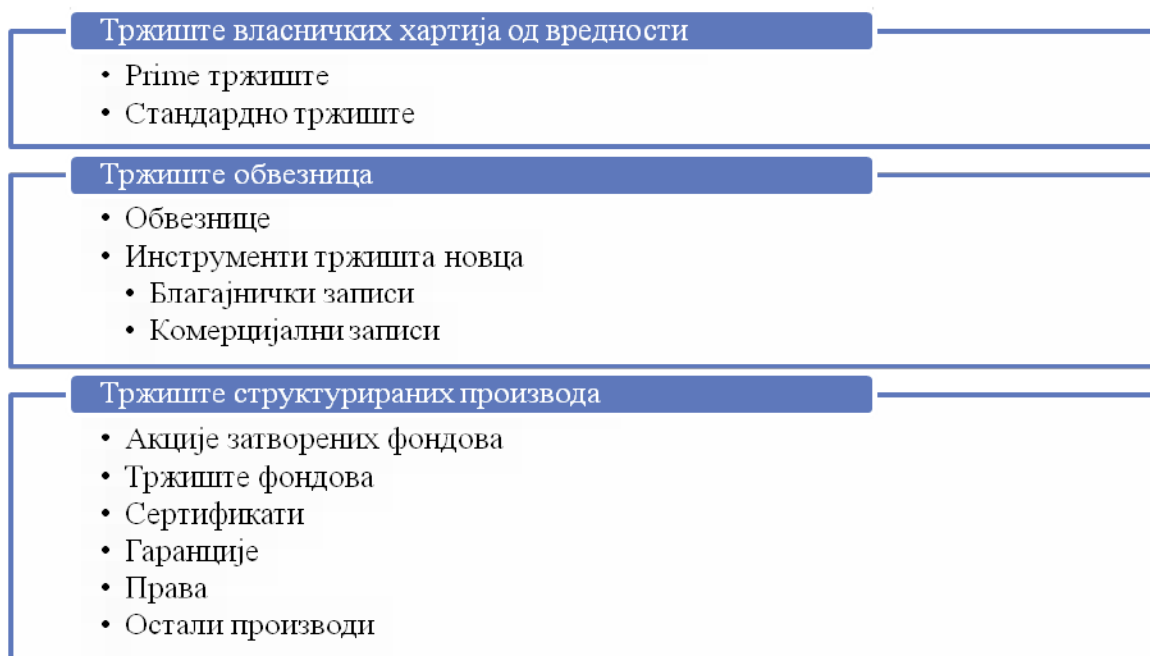 Тржиште власничких хартија од вредности
• Prime тржиште
• Стандардно тржиште
Тржиште обвезница
• Обвезнице
• Инструменти тржишта новца
• Благајнички записи
• Комерцијални записи
Тржиште структурираних производа
• Акције затворених фондова
• Тржиште фондова
• Сертификати
• Гаранције
• Права
• Остали производи